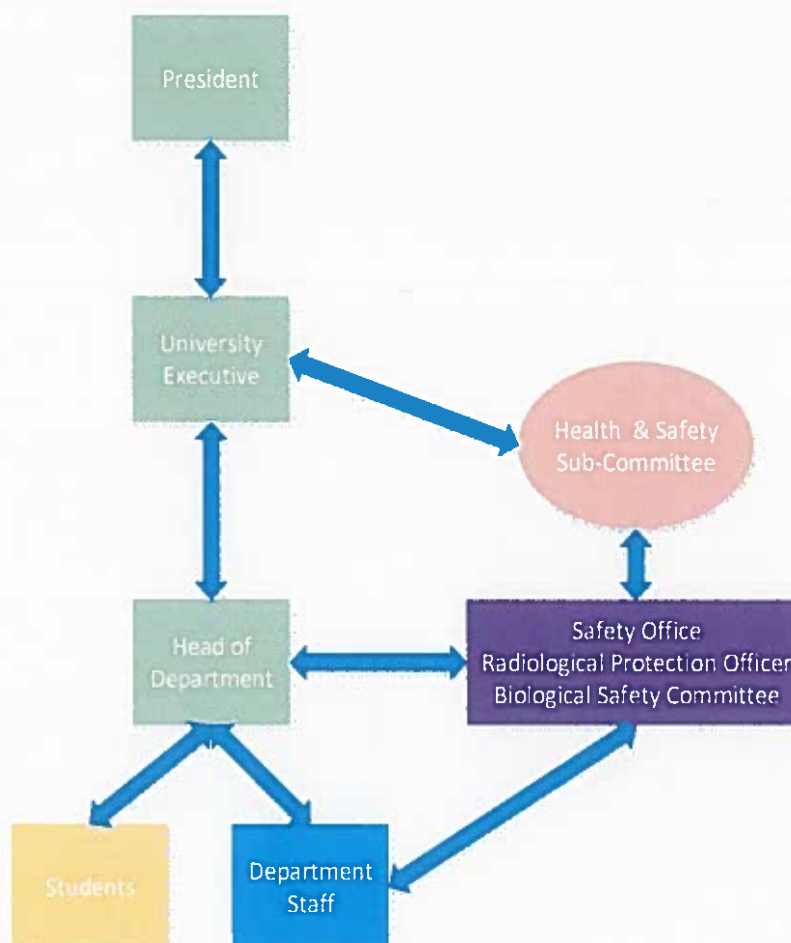 President
University
Executive
Health & Safety
Sub-Committee
Head of
Department
Safety Office
Radiological Protection Officer
Biological Safety Committee
Students
Department
Staff